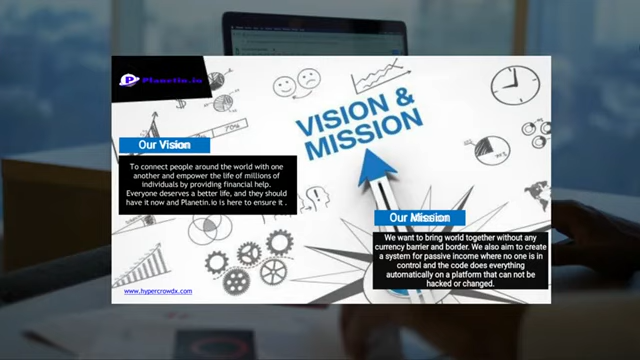 Planetin.io
VISION &
MISSION
70%
Our Vision
To connect people around the world with one
another and empower the life of millions of
individuals by providing financial help.
Everyone deserves a better life, and they should
have it now and Planetin.io is here to ensure it .
Our Mission
We want to bring world together without any
currency barrier and border. We also aim to create
a system for passive income where no one is in
control and the code does everything
automatically on a platform that can not be
hacked or changed.
www.hypercrowdx.com